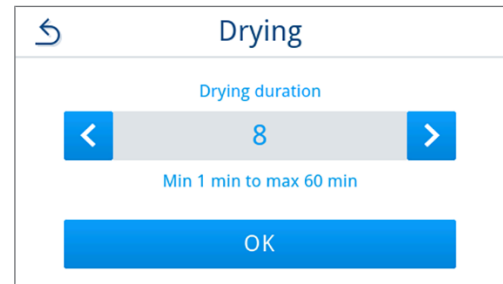 Drying
Drying duration
8
Min 1 min to max 60 min
OK